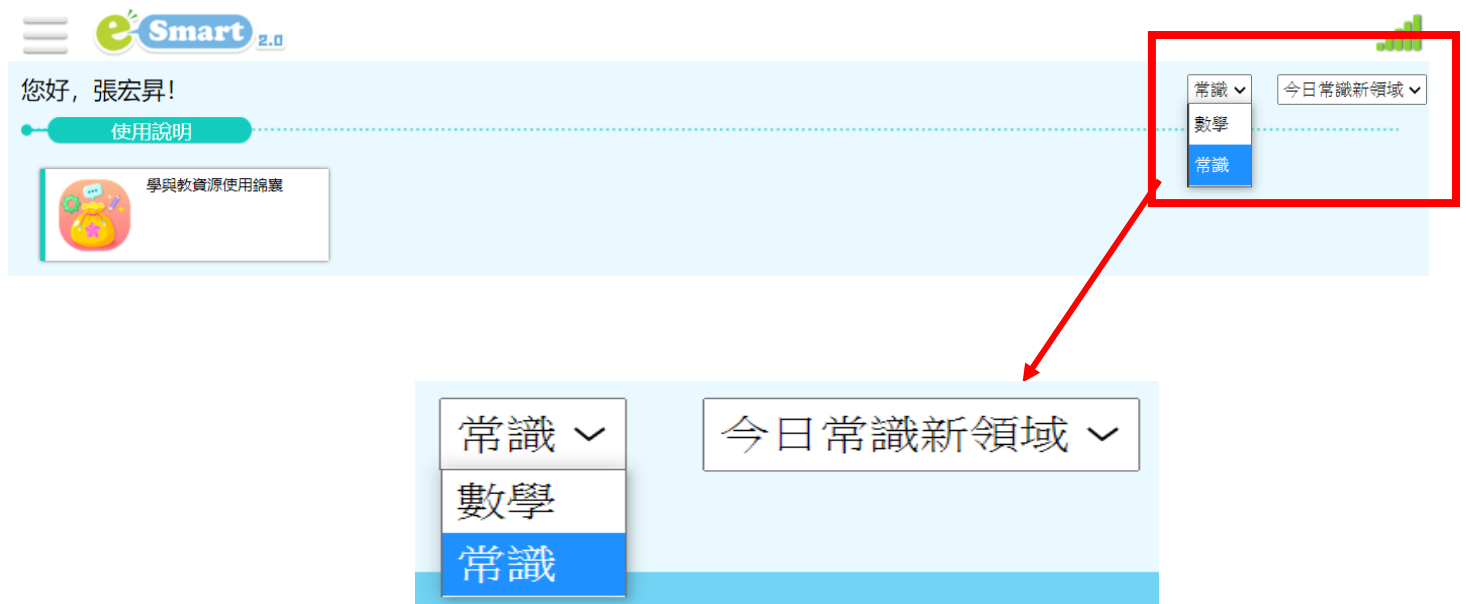 e Smart 2.0
您好，張宏昇！
常識 今日常識新領域
數學
常識
使用說明
學與教資源使用錦囊
常識 今日常識新領域
數學
常識